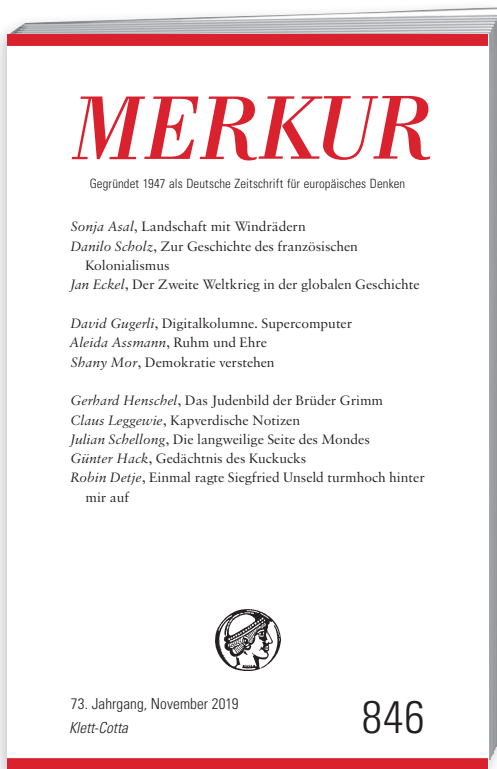 MERKUR
Gegründet 1947 als Deutsche Zeitschrift für europäisches Denken
Sonja Asal, Landschaft mit Windrädern
Danilo Scholz, Zur Geschichte des französischen
Kolonialismus
Jan Eckel, Der Zweite Weltkrieg in der globalen Geschichte
David Gugerli, Digitalkolumne. Supercomputer
Aleida Assmann, Ruhm und Ehre
Shany Mor, Demokratie verstehen
Gerhard Henschel, Das Judenbild der Brüder Grimm
Claus Leggewie, Kapverdische Notizen
Julian Schellong, Die langweilige Seite des Mondes
Günter Hack, Gedächtnis des Kuckucks
Robin Detje, Einmal ragte Siegfried Unseld turmhoch hinter
mir auf
73. Jahrgang, November 2019
Klett-Cotta
846